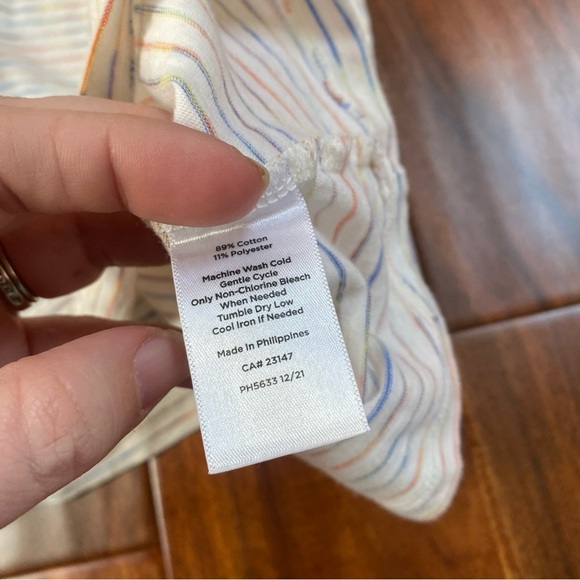 89% Cotton
11% Polyester
Machine Wash Cold
Gentle Cycle
Only Non-Chlorine Bleach
When Needed
Tumble Dry Low
Cool Iron If Needed
Made in Philippines
CA# 23147
PH5633 12/21